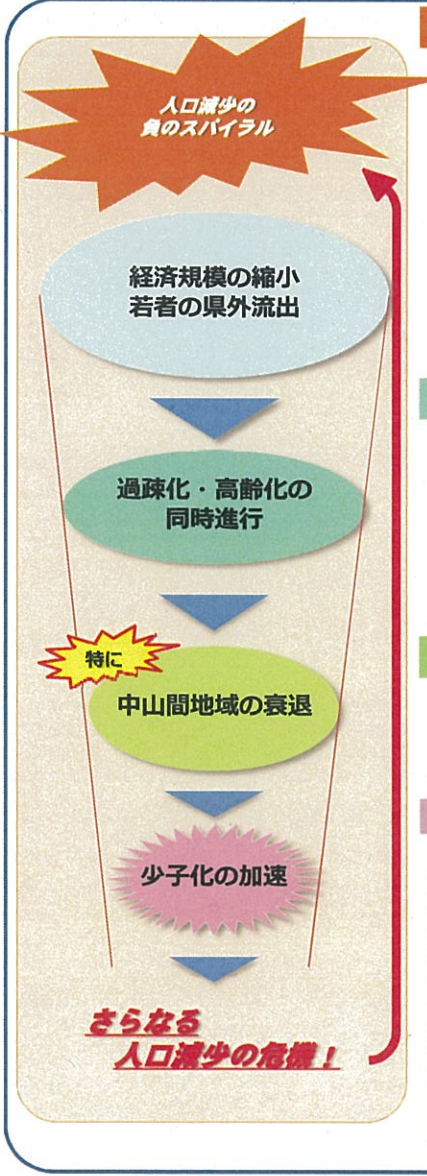 人口減少の
負のスパイラル
経済規模の縮小
若者の県外流出
過疎化・高齢化の
同時進行
特に
中山間地域の衰退
少子化の加速
さらなる
人口減少の危機！